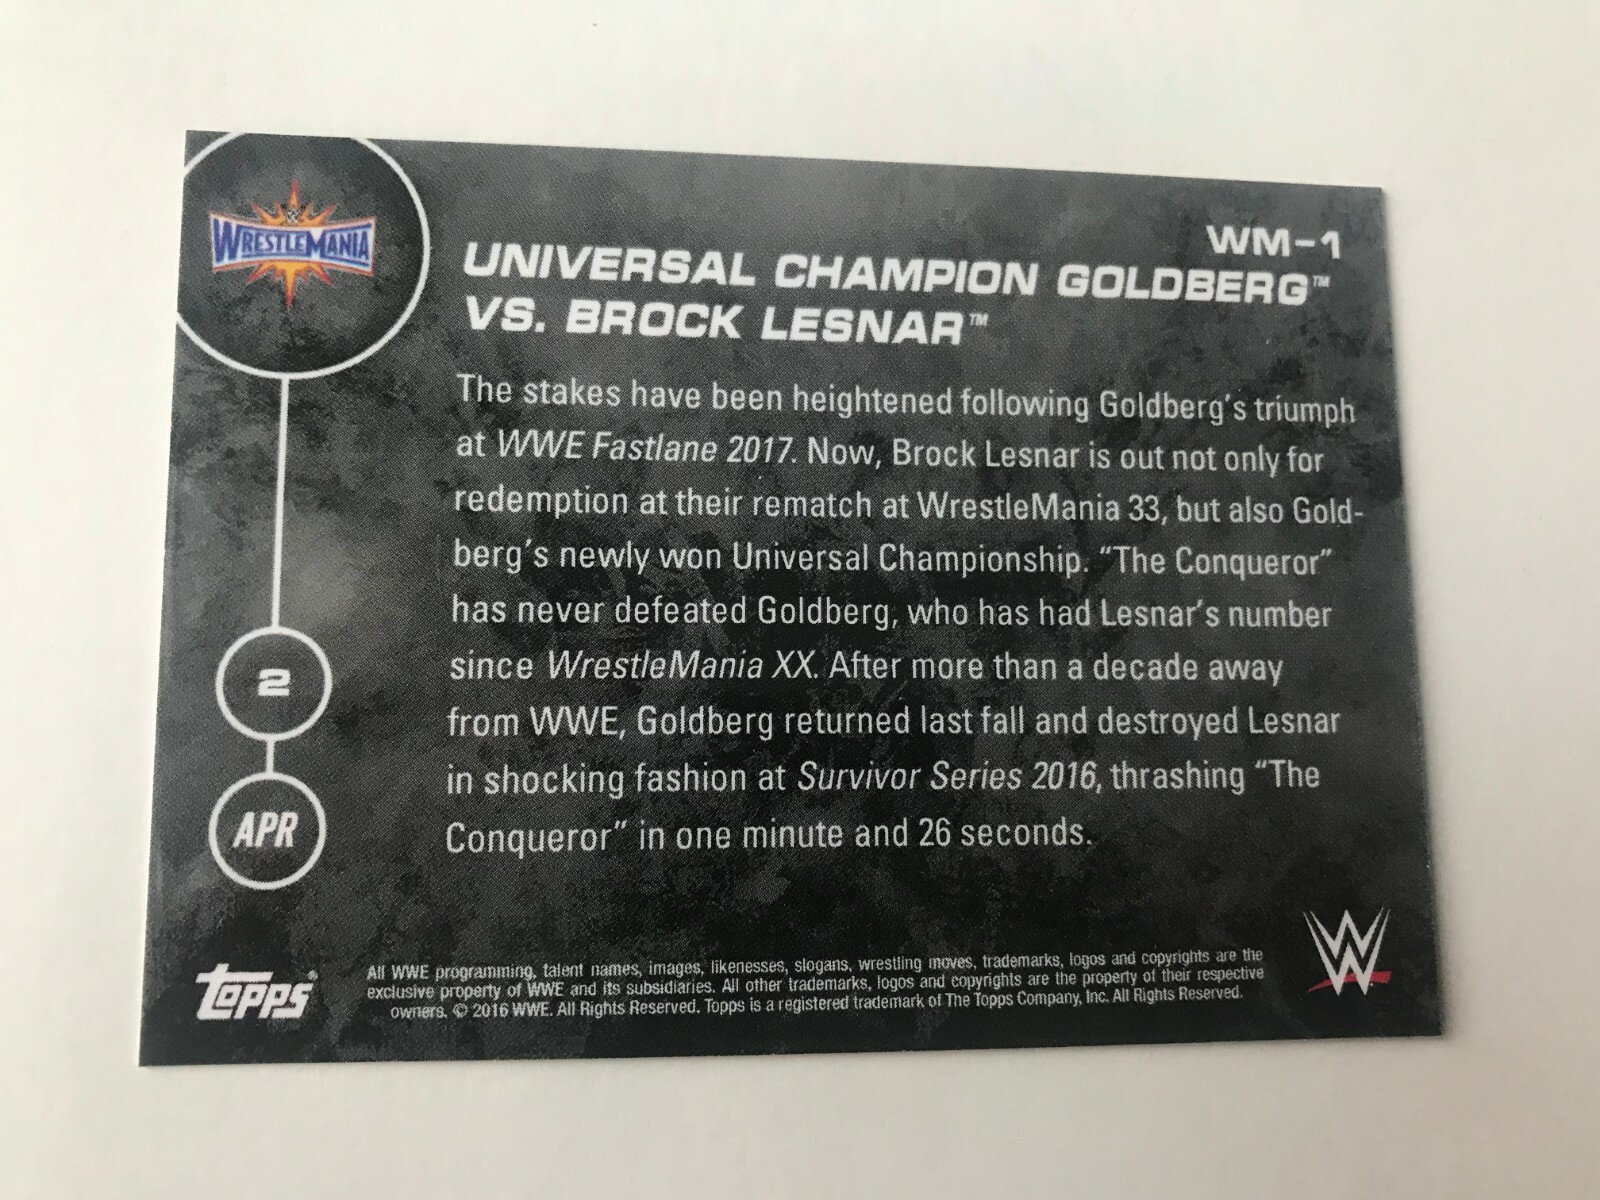 WRESTLEMANIA
WM-1
UNIVERSAL CHAMPION GOLDBERG™
VS. BROCK LESNAR™
The stakes have been heightened following Goldberg's triumph
at WWE Fastlane 2017. Now, Brock Lesnar is out not only for
redemption at their rematch at WrestleMania 33, but also Gold-
berg's newly won Universal Championship. “The Conqueror”
has never defeated Goldberg, who has had Lesnar's number
since WrestleMania XX. After more than a decade away
from WWE, Goldberg returned last fall and destroyed Lesnar
in shocking fashion at Survivor Series 2016, thrashing “The
Conqueror” in one minute and 26 seconds.
2
APR
topps®
All WWE programming, talent names, images, likenesses, slogans, wrestling moves, trademarks, logos and copyrights are the
exclusive property of WWE and its subsidiaries. All other trademarks, logos and copyrights are the property of their respective
owners. © 2016 WWE. All Rights Reserved. Topps is a registered trademark of The Topps Company, Inc. All Rights Reserved.
W